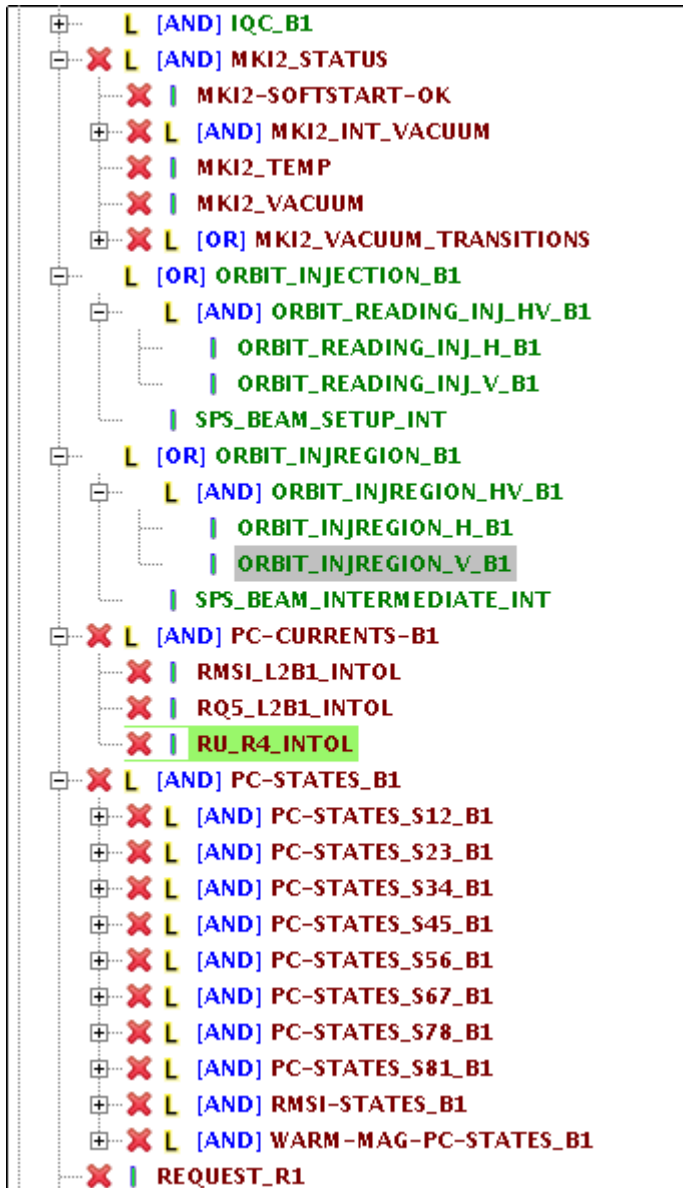 L [AND] IQC_B1
L [AND] MKI2_STATUS
MKI2-SOFTSTART-OK
L [AND] MKI2_INT_VACUUM
MKI2_TEMP
MKI2_VACUUM
L [OR] MKI2_VACUUM_TRANSITIONS
L [OR] ORBIT_INJECTION_B1
L [AND] ORBIT_READING_INJ_HV_B1
ORBIT_READING_INJ_H_B1
ORBIT_READING_INJ_V_B1
SPS_BEAM_SETUP_INT
L [OR] ORBIT_INJREGION_B1
L [AND] ORBIT_INJREGION_HV_B1
ORBIT_INJREGION_H_B1
ORBIT_INJREGION_V_B1
SPS_BEAM_INTERMEDIATE_INT
L [AND] PC-CURRENTS-B1
RMSI_L2B1_INTOL
RQ5_L2B1_INTOL
RU_R4_INTOL
L [AND] PC-STATES_B1
L [AND] PC-STATES_S12_B1
L [AND] PC-STATES_S23_B1
L [AND] PC-STATES_S34_B1
L [AND] PC-STATES_S45_B1
L [AND] PC-STATES_S56_B1
L [AND] PC-STATES_S67_B1
L [AND] PC-STATES_S78_B1
L [AND] PC-STATES_S81_B1
L [AND] RMSI-STATES_B1
L [AND] WARM-MAG-PC-STATES_B1
REQUEST_R1